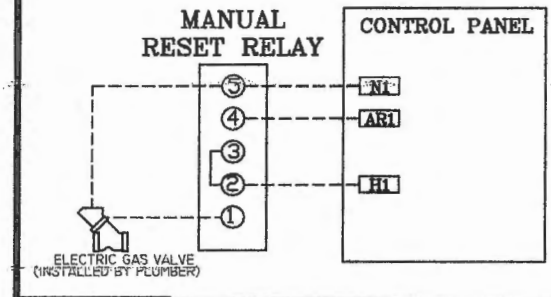 MANUAL
RESET RELAY
CONTROL PANEL
5
N1
4
AR1
3
2
H1
1
ELECTRIC GAS VALVE
(INSTALLED BY PLUMBER)